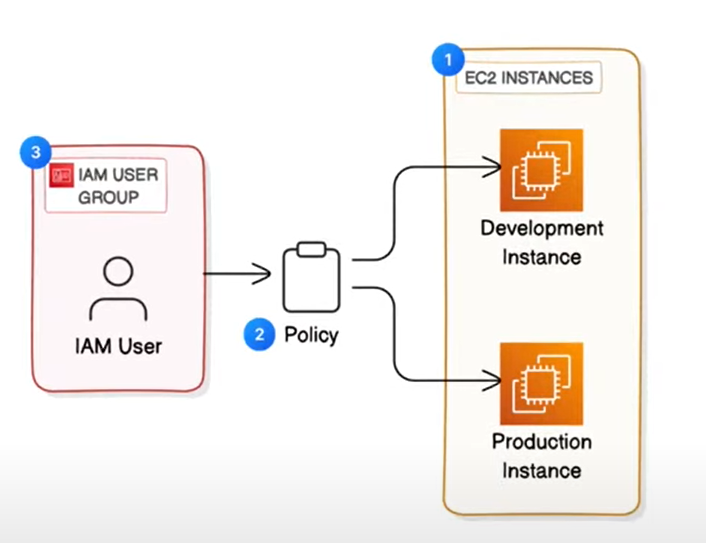 1
EC2 INSTANCES
Development
Instance
3
IAM USER
GROUP
IAM User
2
Policy
Production
Instance